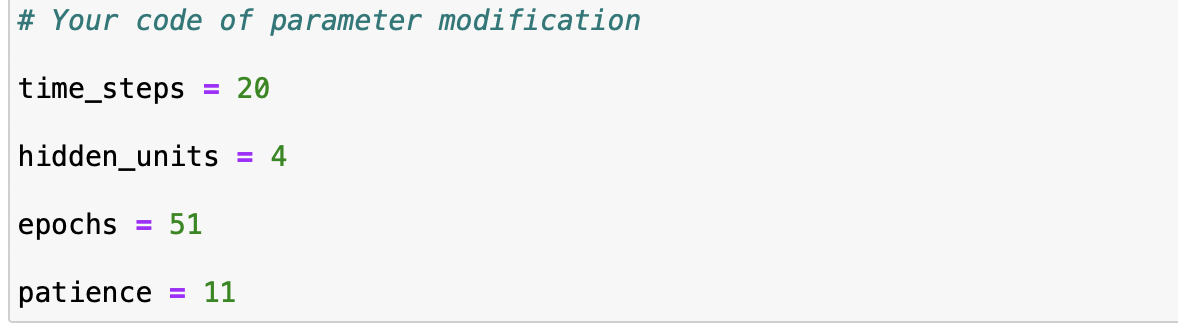 # Your code of parameter modification
time_steps = 20
hidden_units = 4
epochs = 51
patience = 11